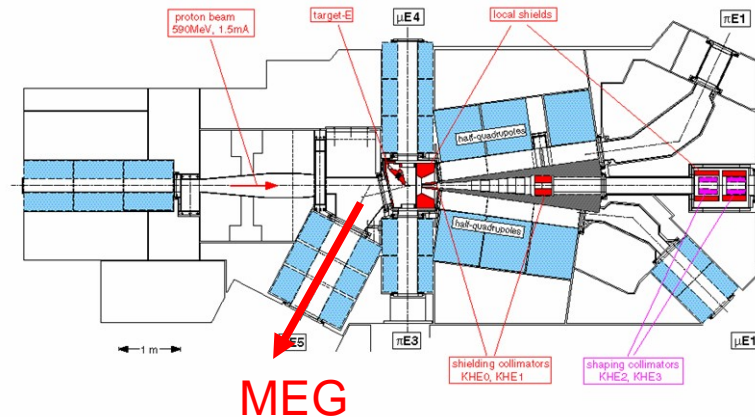 proton beam
590MeV, 1.5mA
target-E
μE4
local shields
πE1
half-quadrupoles
half-quadrupoles
1 m
E5
πE3
μE1
shielding collimators
KHE0, KHE1
shaping collimators
KHE2, KHE3
MEG